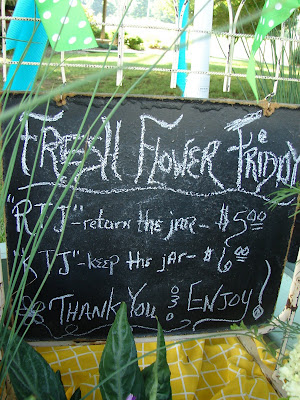 Fresh Flower Friday
"RTJ"-return the jar- $5.00
"KTJ"-keep the jar- $6.00
Thank You & Enjoy!